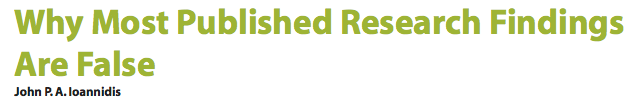 Why Most Published Research Findings
Are False
John P. A. Ioannidis